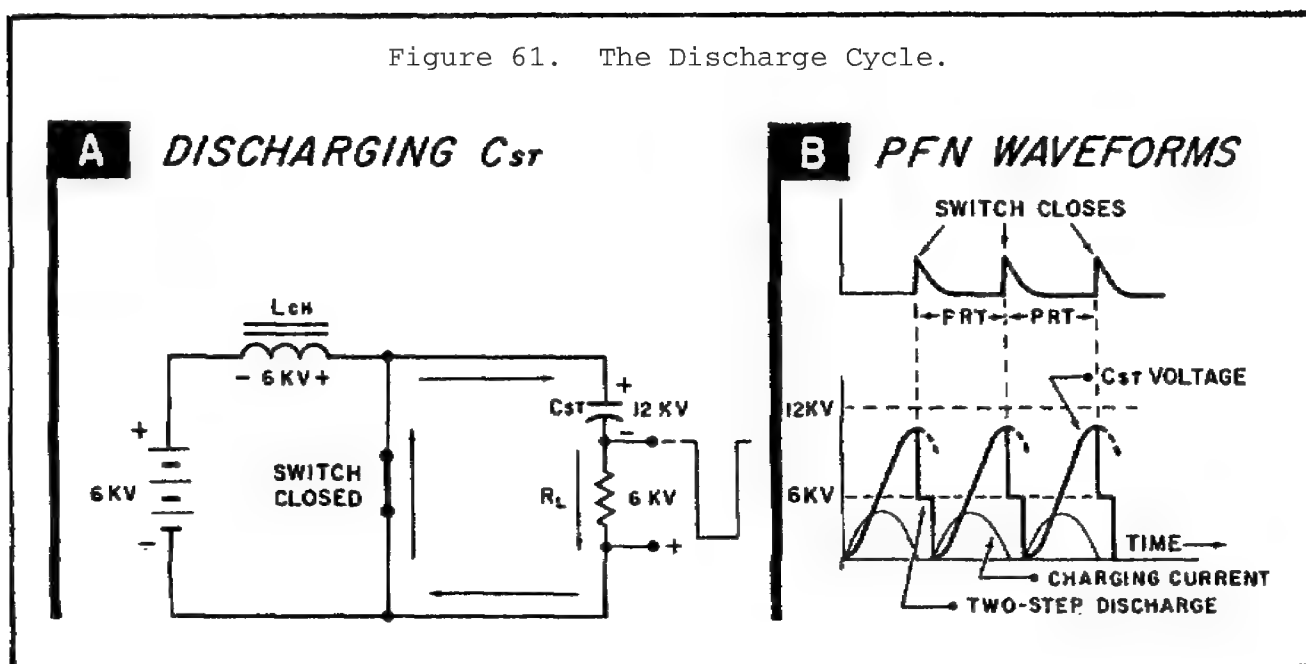 Figure 61. The Discharge Cycle.
A DISCHARGING CST
LCH
- 6KV+
+
6KV
-
SWITCH
CLOSED
+
CST 12 KV
-
RL 6 KV
+
B PFN WAVEFORMS
SWITCH CLOSES
PRT PRT
CST VOLTAGE
12KV
6KV
TIME
CHARGING CURRENT
TWO-STEP DISCHARGE